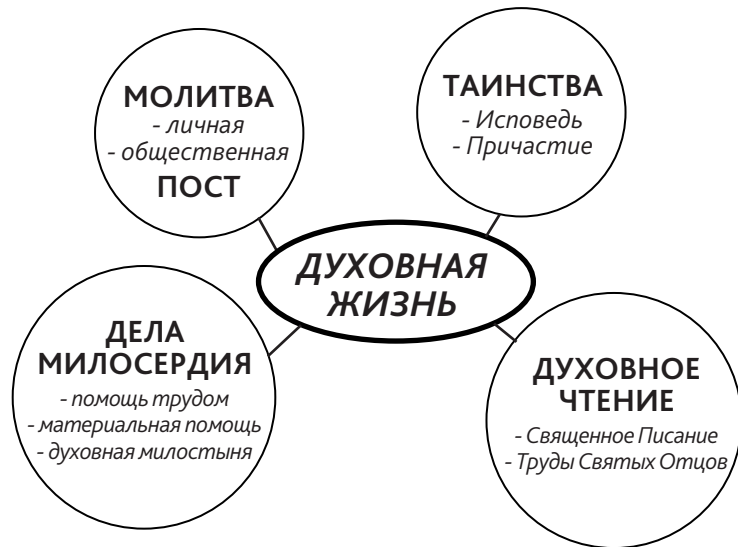 МОЛИТВА
- личная
- общественная
ПОСТ
ТАИНСТВА
- Исповедь
- Причастие
ДУХОВНАЯ
ЖИЗНЬ
ДЕЛА
МИЛОСЕРДИЯ
- помощь трудом
- материальная помощь
- духовная милостыня
ДУХОВНОЕ
ЧТЕНИЕ
- Священное Писание
- Труды Святых Отцов